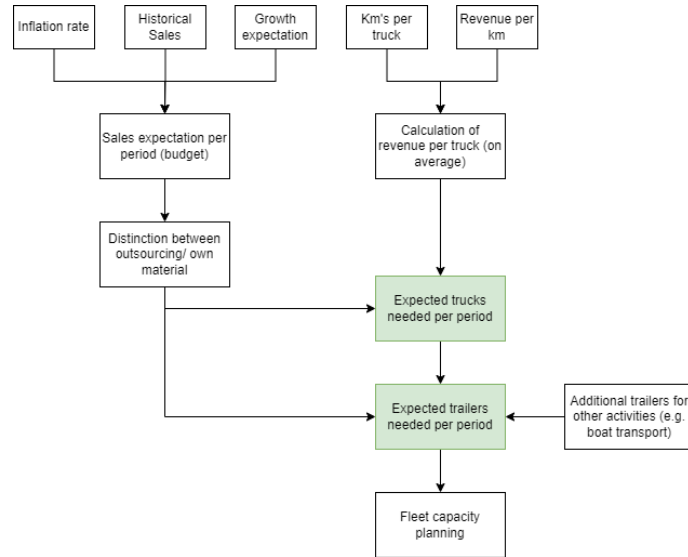 Inflation rate
Historical
Sales
Growth
expectation
Km's per
truck
Revenue per
km
Sales expectation per
period (budget)
Calculation of
revenue per truck (on
average)
Distinction between
outsourcing/ own
material
Expected trucks
needed per period
Expected trailers
needed per period
Additional trailers for
other activities (e.g.
boat transport)
Fleet capacity
planning